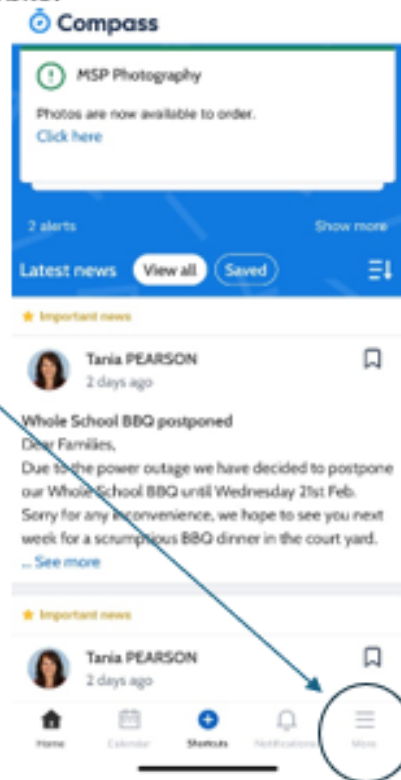 Compass
MSP Photography
Photos are now available to order.
Click here
2 alerts
Show more
Latest news View all Saved
Important news
Tania PEARSON
2 days ago
Whole School BBQ postponed
Dear Families,
Due to the power outage we have decided to postpone
our Whole School BBQ until Wednesday 21st Feb.
Sorry for any inconvenience, we hope to see you next
week for a scrumptious BBQ dinner in the court yard.
... See more
Important news
Tania PEARSON
2 days ago
Home Calendar Shortcuts Notifications More